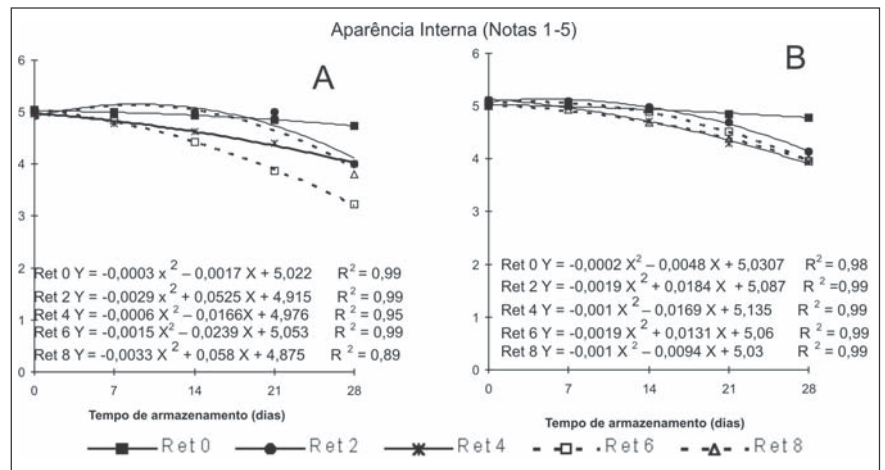 Aparência Interna (Notas 1-5)
A
6
5
4
3
2
1
0
Ret 0 Y = -0,0003 x² – 0,0017 X + 5,022 R² = 0,99
Ret 2 Y = -0,0029 x² + 0,0525 X + 4,915 R² = 0,99
Ret 4 Y = -0,0006 X² – 0,0166X + 4,976 R² = 0,95
Ret 6 Y = -0,0015 X² – 0,0239 X + 5,053 R² = 0,99
Ret 8 Y = -0,0033 X² + 0,058 X + 4,875 R² = 0,89
0 7 14 21 28
Tempo de armazenamento (dias)
B
6
5
4
3
2
1
0
Ret 0 Y = -0,0002 X² – 0,0048 X + 5,0307 R² = 0,98
Ret 2 Y = -0,0019 X² + 0,0184 X + 5,087 R² =0,99
Ret 4 Y = -0,001 X² – 0,0169 X + 5,135 R² = 0,99
Ret 6 Y = -0,0019 X² + 0,0131 X + 5,06 R² = 0,99
Ret 8 Y = -0,001 X² – 0,0094 X + 5,03 R² = 0,99
0 7 14 21 28
Tempo de armazenamento (dias)
Ret 0 Ret 2 Ret 4 Ret 6 Ret 8